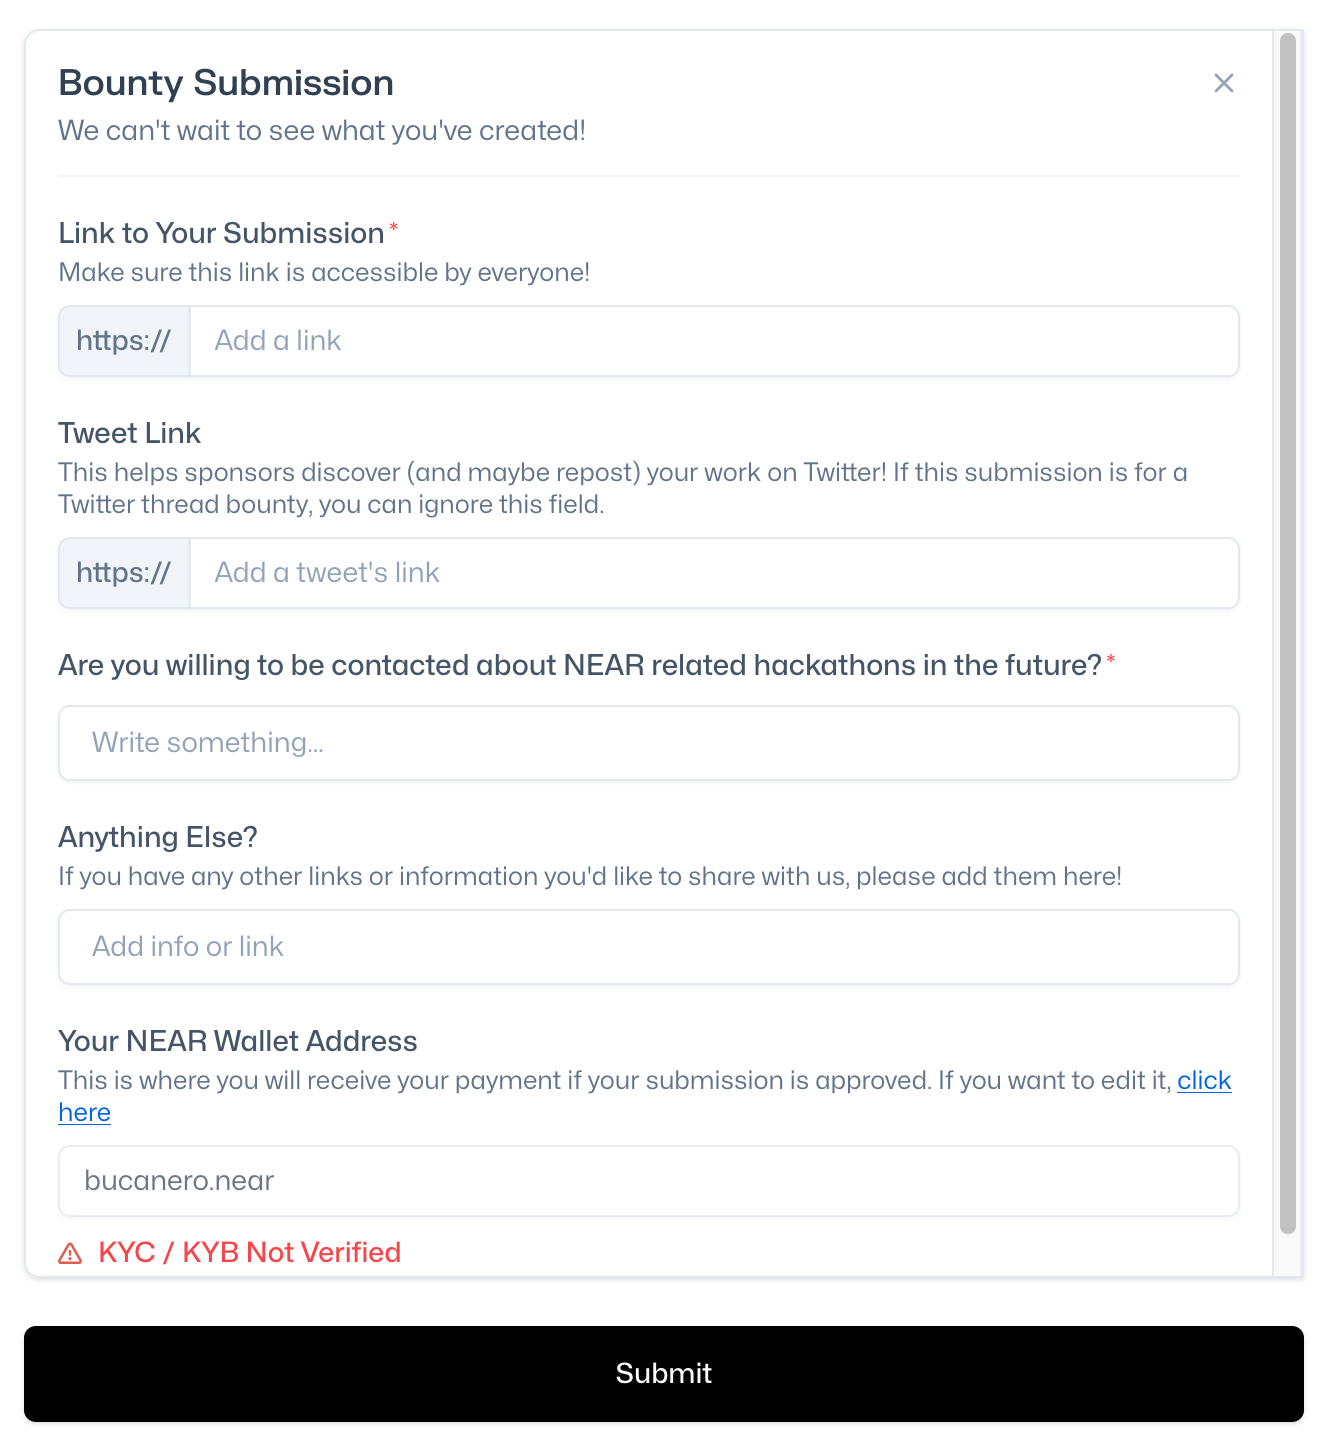 Bounty Submission
We can't wait to see what you've created!
Link to Your Submission*
Make sure this link is accessible by everyone!
https:// Add a link
Tweet Link
This helps sponsors discover (and maybe repost) your work on Twitter! If this submission is for a
Twitter thread bounty, you can ignore this field.
https:// Add a tweet's link
Are you willing to be contacted about NEAR related hackathons in the future?*
Write something...
Anything Else?
If you have any other links or information you'd like to share with us, please add them here!
Add info or link
Your NEAR Wallet Address
This is where you will receive your payment if your submission is approved. If you want to edit it, click
here
bucanero.near
KYC / KYB Not Verified
Submit